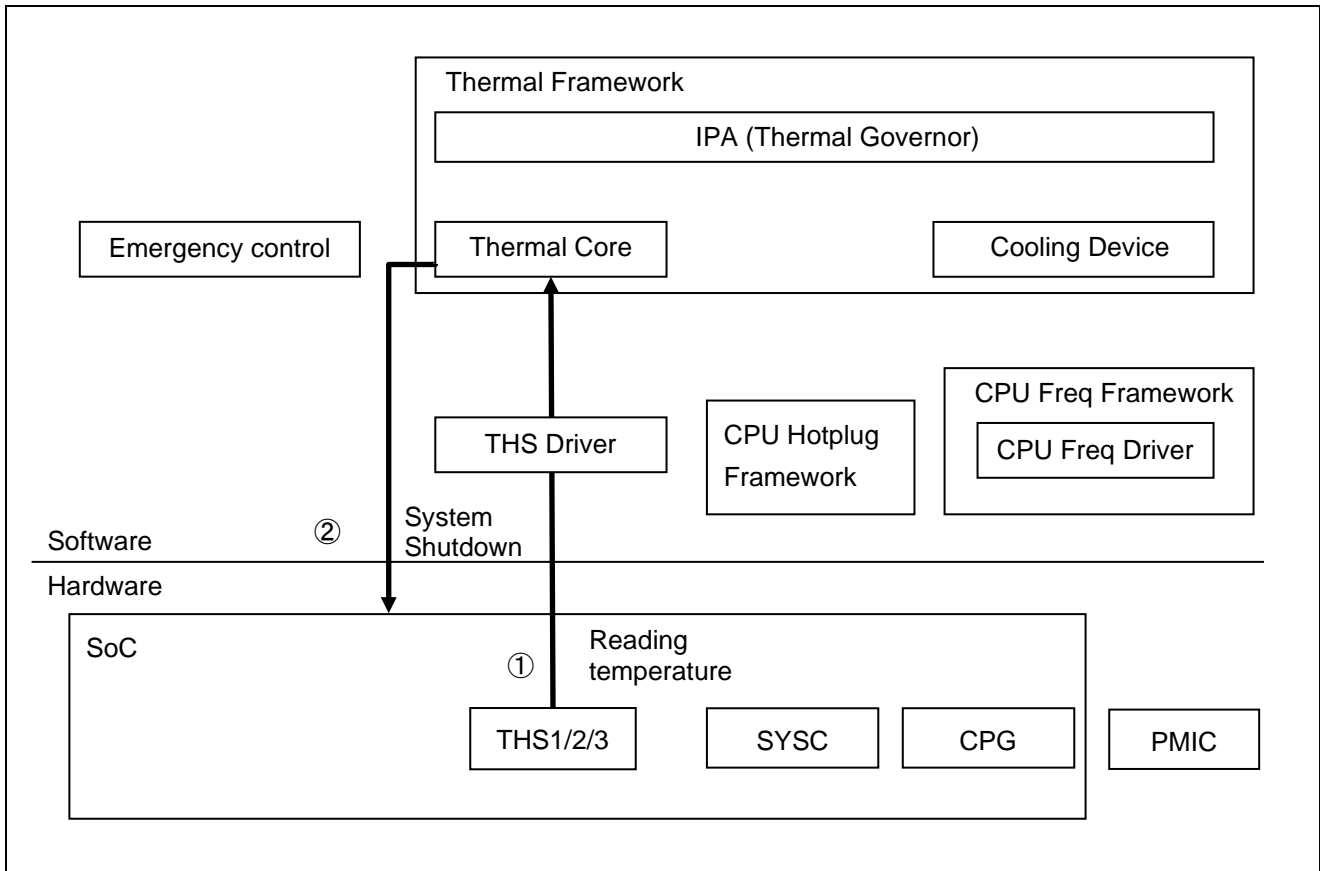 Thermal Framework
IPA (Thermal Governor)
Emergency control
Thermal Core
Cooling Device
CPU Freq Framework
CPU Freq Driver
THS Driver
CPU Hotplug
Framework
②
System
Shutdown
Software
Hardware
SoC
①
Reading
temperature
THS1/2/3
SYSC
CPG
PMIC